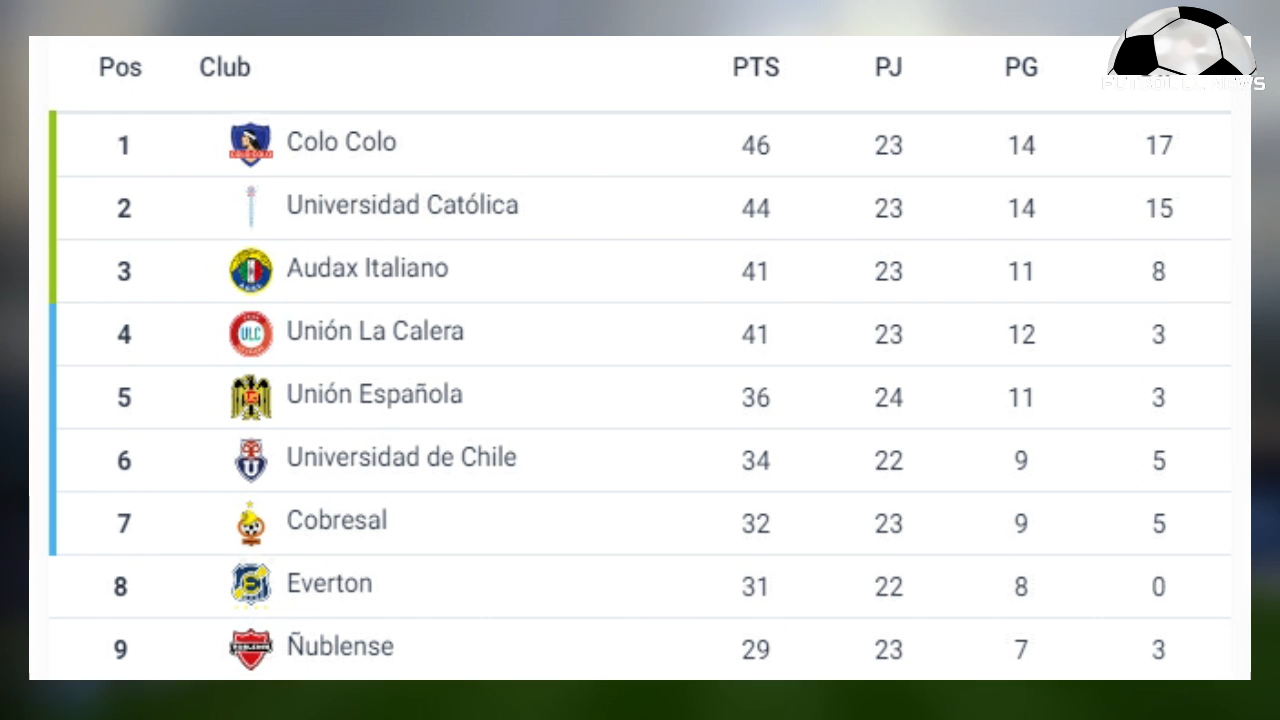 Pos Club PTS PJ PG
1 Colo Colo 46 23 14 17
2 Universidad Católica 44 23 14 15
3 Audax Italiano 41 23 11 8
4 Unión La Calera 41 23 12 3
5 Unión Española 36 24 11 3
6 Universidad de Chile 34 22 9 5
7 Cobresal 32 23 9 5
8 Everton 31 22 8 0
9 Ñublense 29 23 7 3